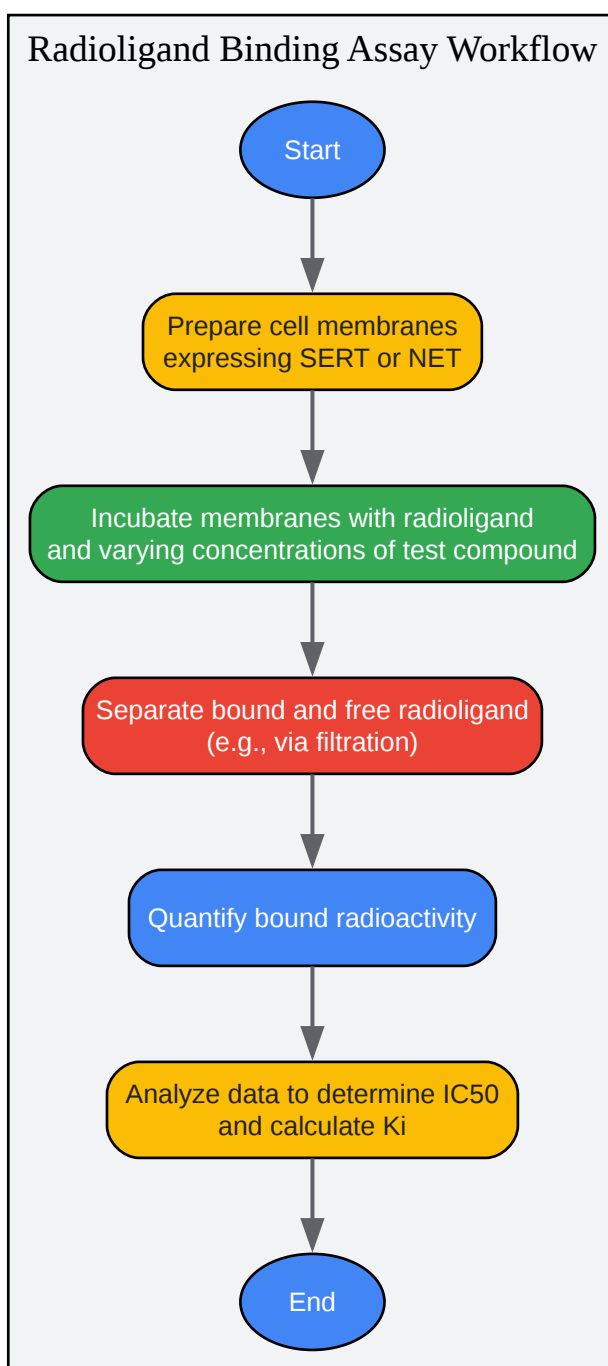 Radioligand Binding Assay Workflow
Start
Prepare cell membranes
expressing SERT or NET
Incubate membranes with radioligand
and varying concentrations of test compound
Separate bound and free radioligand
(e.g., via filtration)
Quantify bound radioactivity
Analyze data to determine IC50
and calculate Ki
End